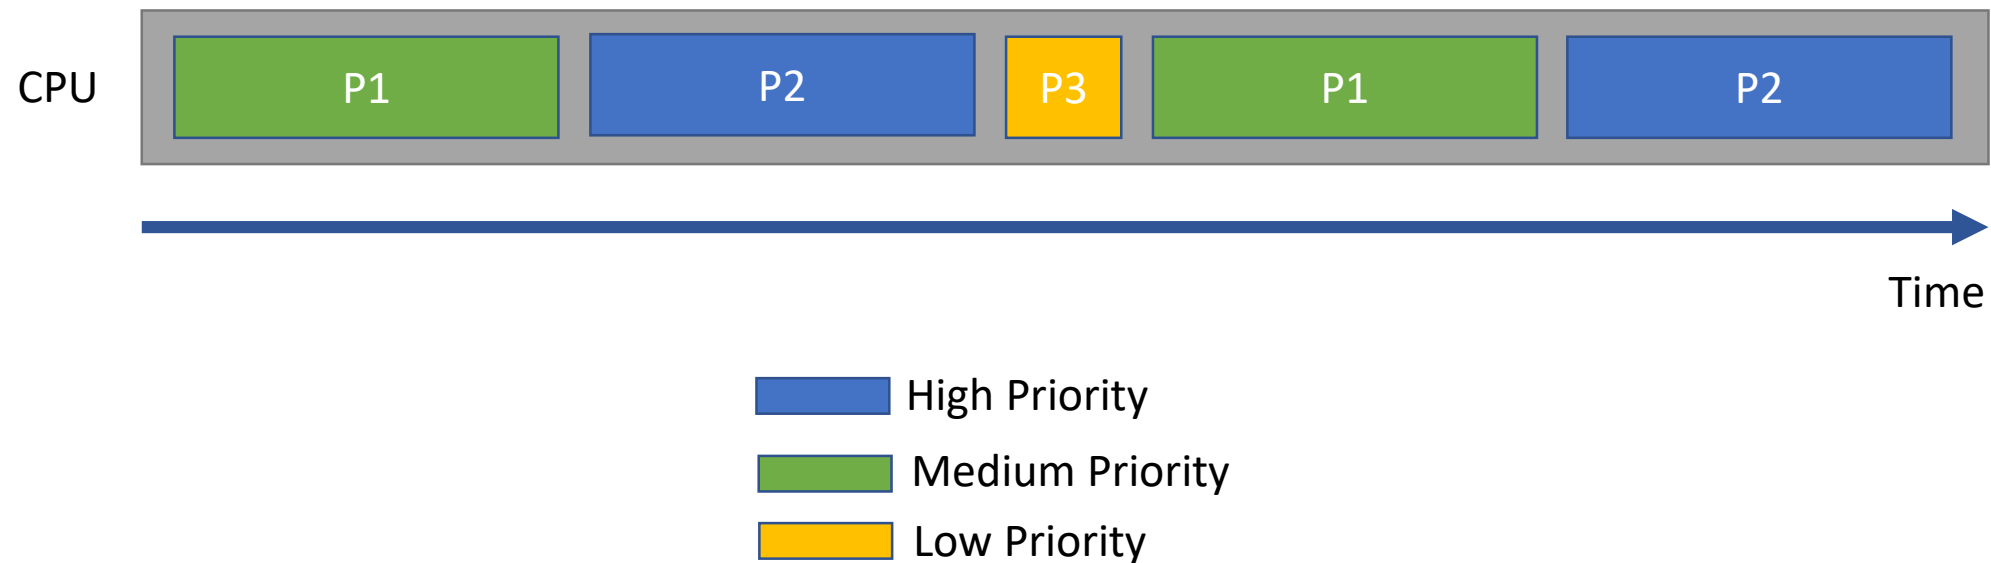 CPU P1 P2 P3 P1 P2
Time
High Priority
Medium Priority
Low Priority